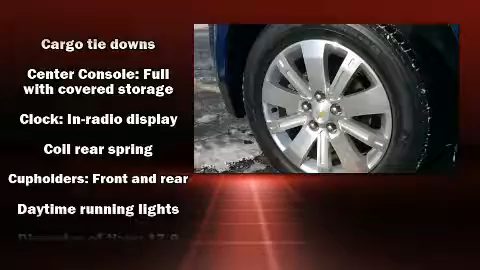 Cargo tie downs
Center Console: Full
with covered storage
Clock: In-radio display
Coil rear spring
Cupholders: Front and rear
Daytime running lights